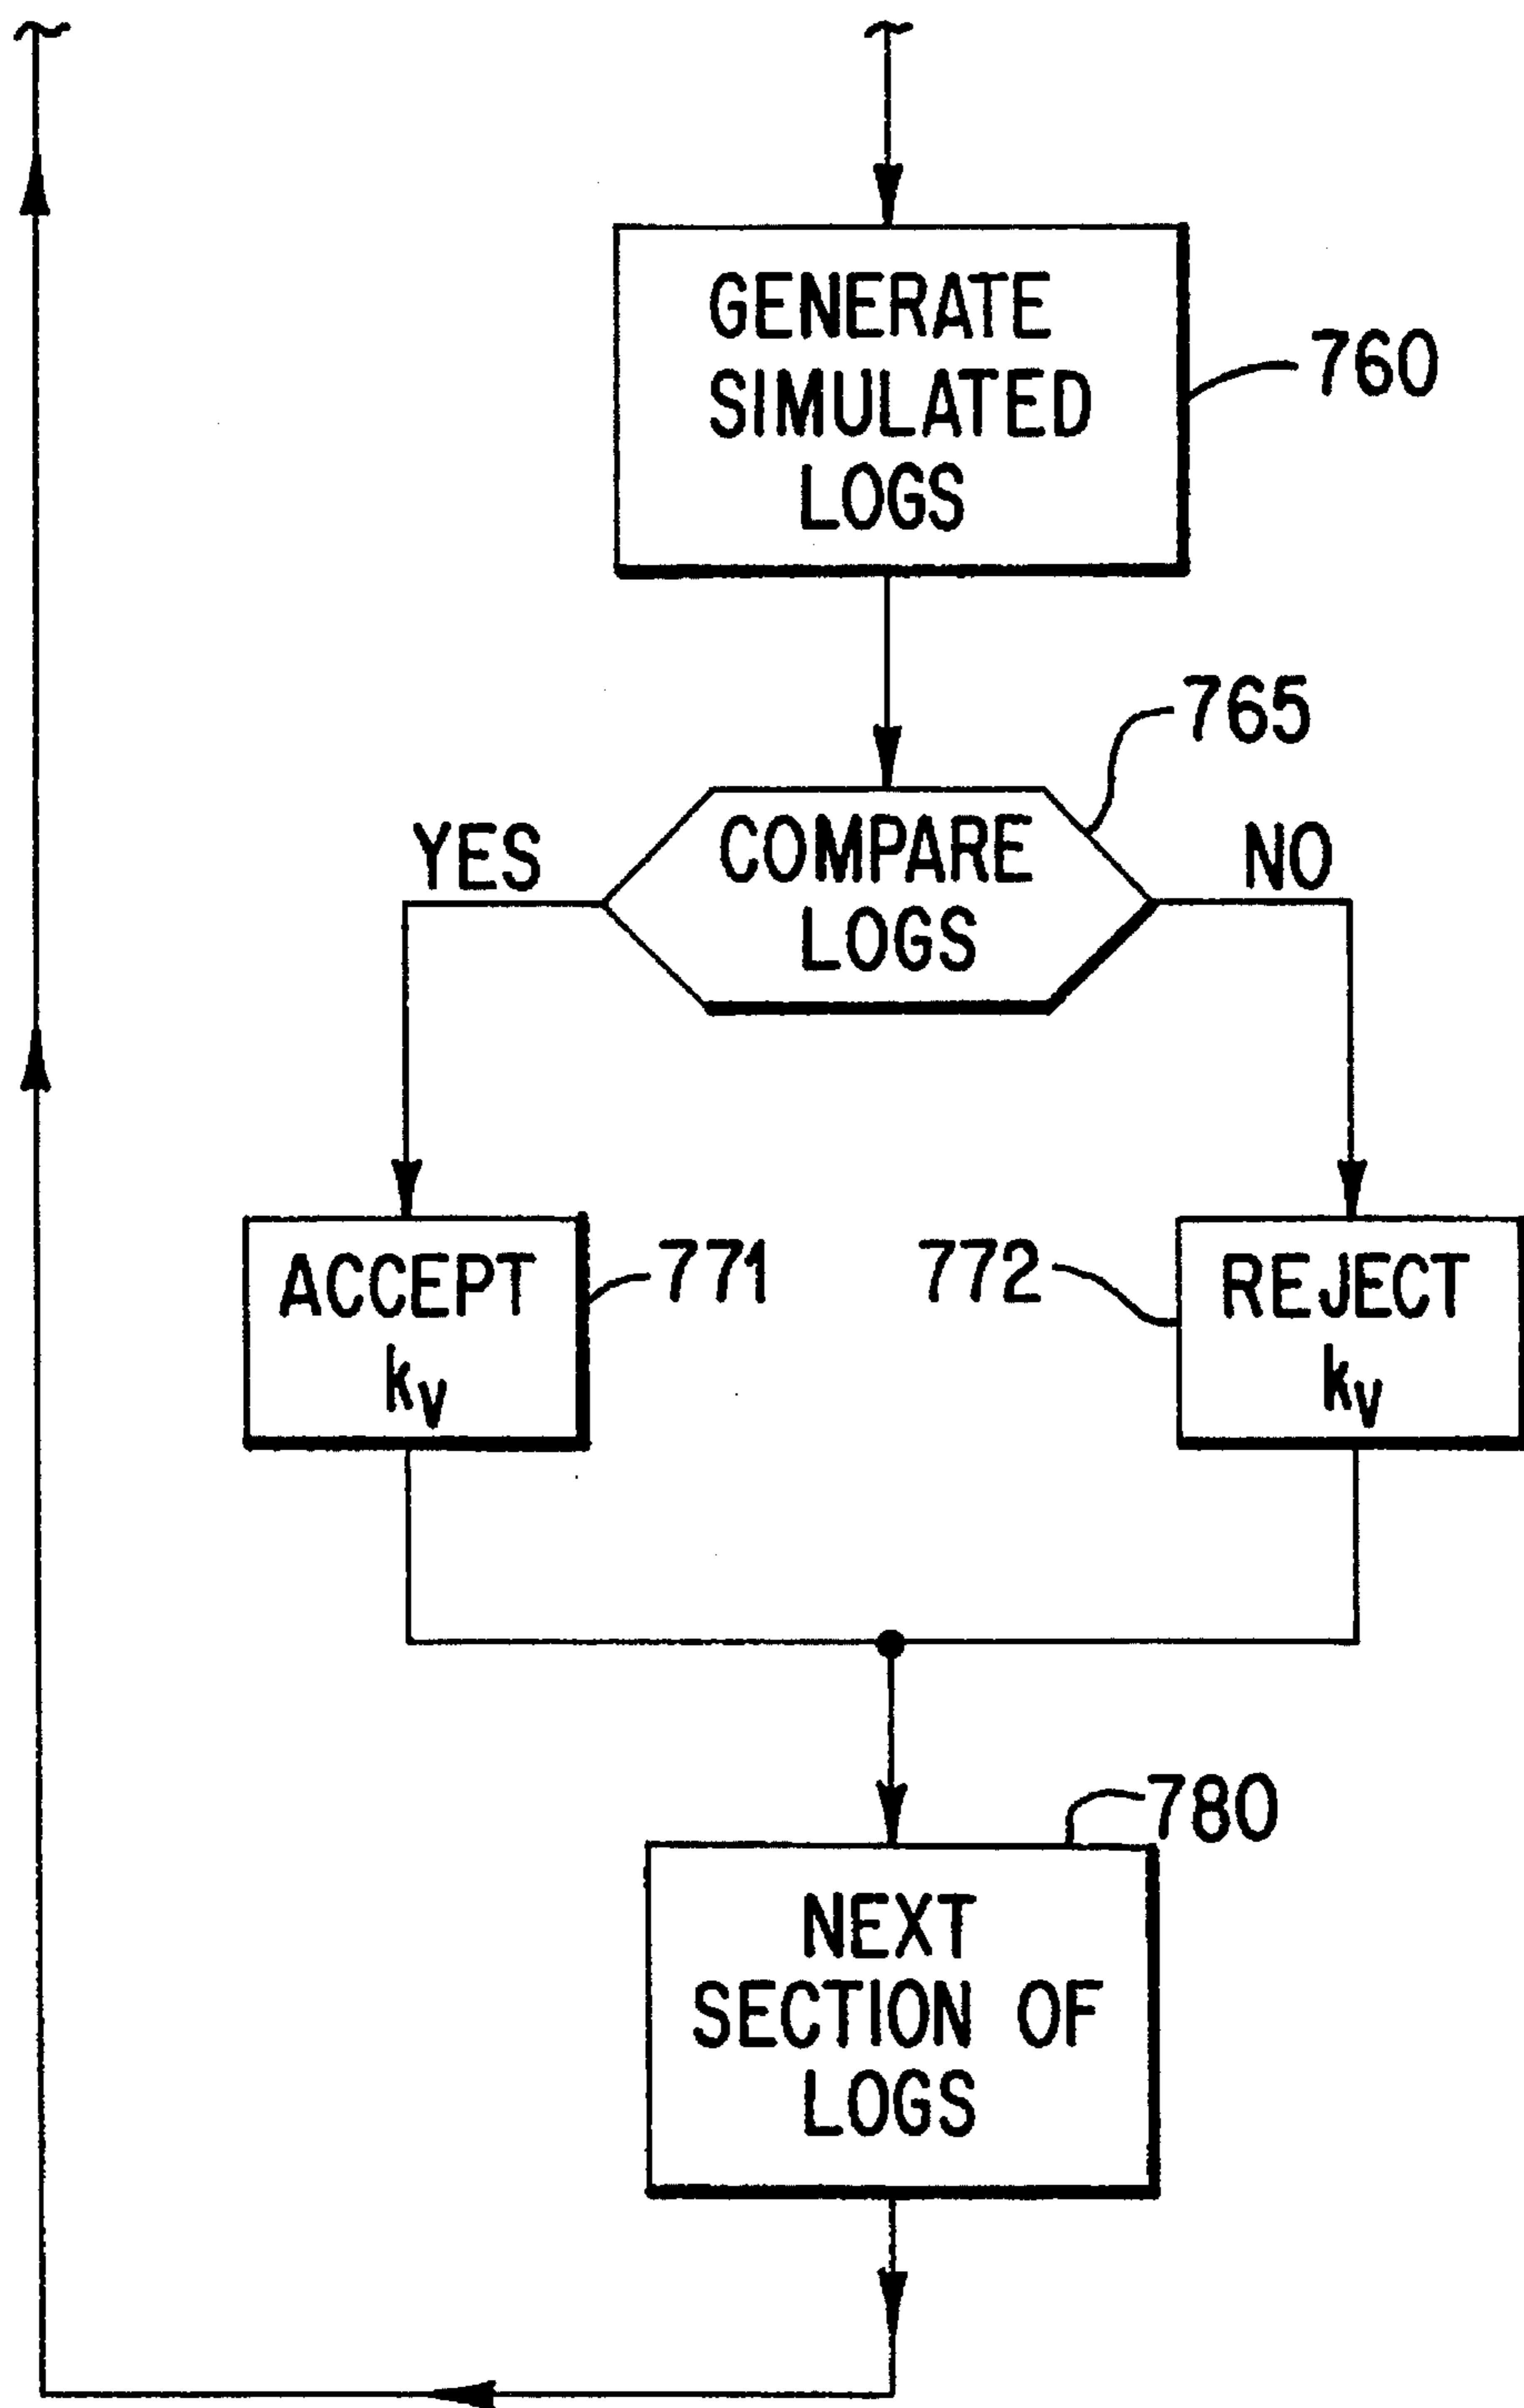 GENERATE
SIMULATED
LOGS
760
765
YES
COMPARE
LOGS
NO
ACCEPT
kv
771
772
REJECT
kv
780
NEXT
SECTION OF
LOGS